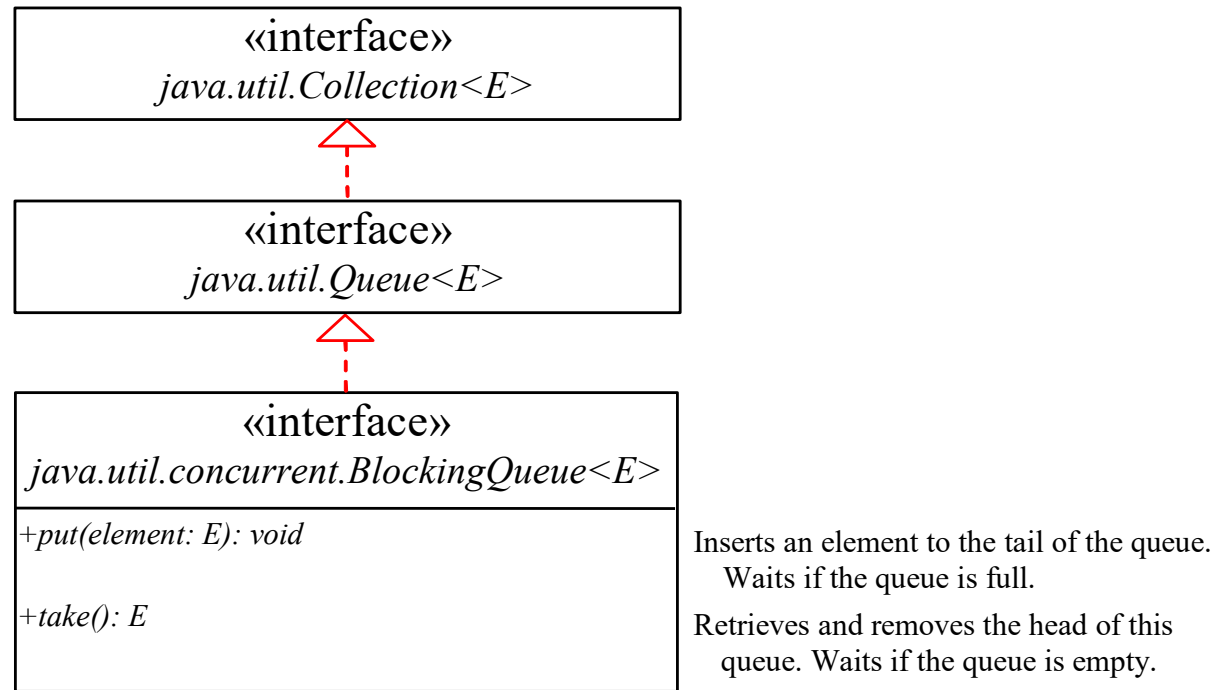 «interface»
java.util.Collection<E>
«interface»
java.util.Queue<E>
«interface»
java.util.concurrent.BlockingQueue<E>
+put(element: E): void
Inserts an element to the tail of the queue.
Waits if the queue is full.
+take(): E
Retrieves and removes the head of this
queue. Waits if the queue is empty.